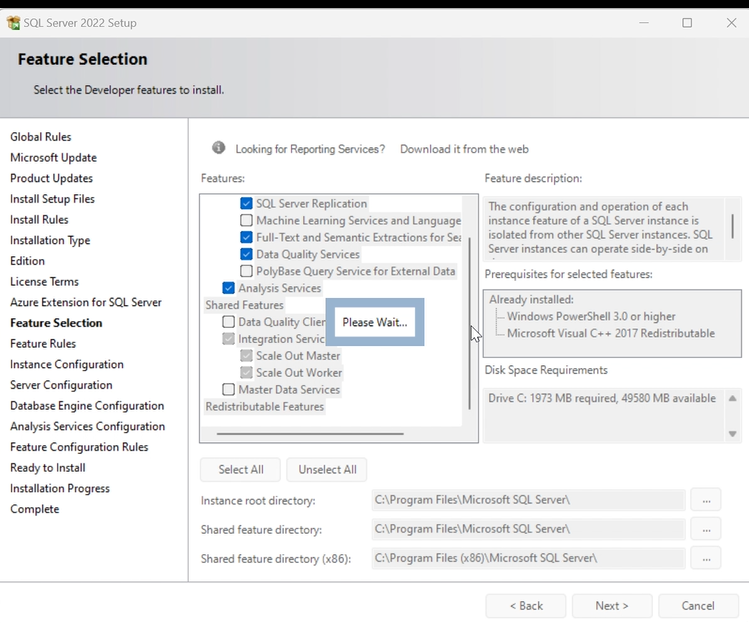 SQL Server 2022 Setup
Feature Selection
Select the Developer features to install.
Global Rules
Microsoft Update
Product Updates
Install Setup Files
Install Rules
Installation Type
Edition
License Terms
Azure Extension for SQL Server
Feature Selection
Feature Rules
Instance Configuration
Server Configuration
Database Engine Configuration
Analysis Services Configuration
Feature Configuration Rules
Ready to Install
Installation Progress
Complete
Looking for Reporting Services? Download it from the web
Features:
SQL Server Replication
Machine Learning Services and Language
Full-Text and Semantic Extractions for Sea
Data Quality Services
PolyBase Query Service for External Data
Analysis Services
Shared Features
Data Quality Clien
Integration Servic
Scale Out Master
Scale Out Worker
Master Data Services
Redistributable Features
Please Wait...
Feature description:
The configuration and operation of each
instance feature of a SQL Server instance is
isolated from other SQL Server instances. SQL
Server instances can operate side-by-side on
Prerequisites for selected features:
Already installed:
Windows PowerShell 3.0 or higher
Microsoft Visual C++ 2017 Redistributable
Disk Space Requirements
Drive C: 1973 MB required, 49580 MB available
Select All
Unselect All
Instance root directory:
C:\Program Files\Microsoft SQL Server\
...
Shared feature directory:
C:\Program Files\Microsoft SQL Server\
...
Shared feature directory (x86):
C:\Program Files (x86)\Microsoft SQL Server\
...
< Back
Next >
Cancel